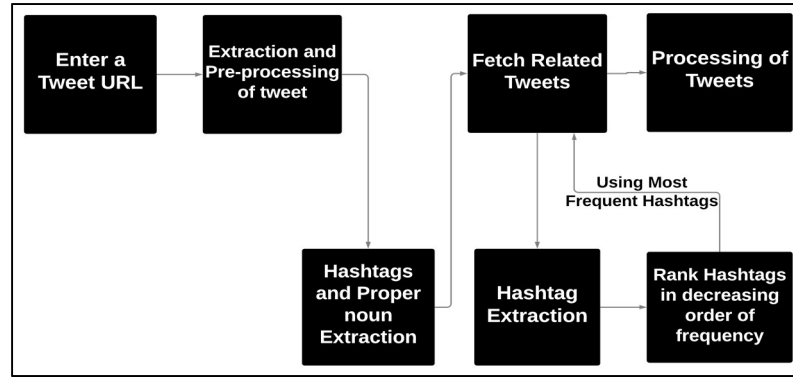 Enter a
Tweet URL
Extraction and
Pre-processing
of tweet
Fetch Related
Tweets
Processing of
Tweets
Using Most
Frequent Hashtags
Hashtags
and Proper
noun
Extraction
Hashtag
Extraction
Rank Hashtags
in decreasing
order of
frequency